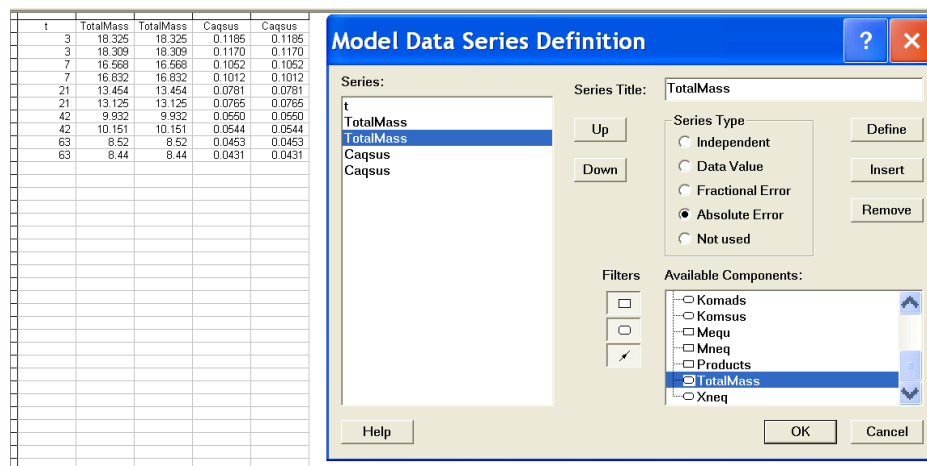 t TotalMass TotalMass Caqsus Caqsus
3 18.325 18.325 0.1185 0.1185
3 18.309 18.309 0.1170 0.1170
7 16.568 16.568 0.1052 0.1052
7 16.832 16.832 0.1012 0.1012
21 13.454 13.454 0.0781 0.0781
21 13.125 13.125 0.0765 0.0765
42 9.932 9.932 0.0550 0.0550
42 10.151 10.151 0.0544 0.0544
63 8.52 8.52 0.0453 0.0453
63 8.44 8.44 0.0431 0.0431
Model Data Series Definition
Series:
t
TotalMass
TotalMass
Caqsus
Caqsus
Series Title: TotalMass
Up
Down
Series Type
Independent
Data Value
Fractional Error
Absolute Error
Not used
Define
Insert
Remove
Filters
Available Components:
Komads
Komsus
Mequ
Mneq
Products
TotalMass
Xneq
Help
OK
Cancel